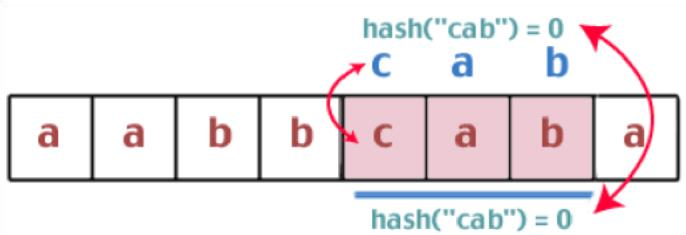 hash("cab") = 0
c a b
a a b b c a b a
hash("cab") = 0